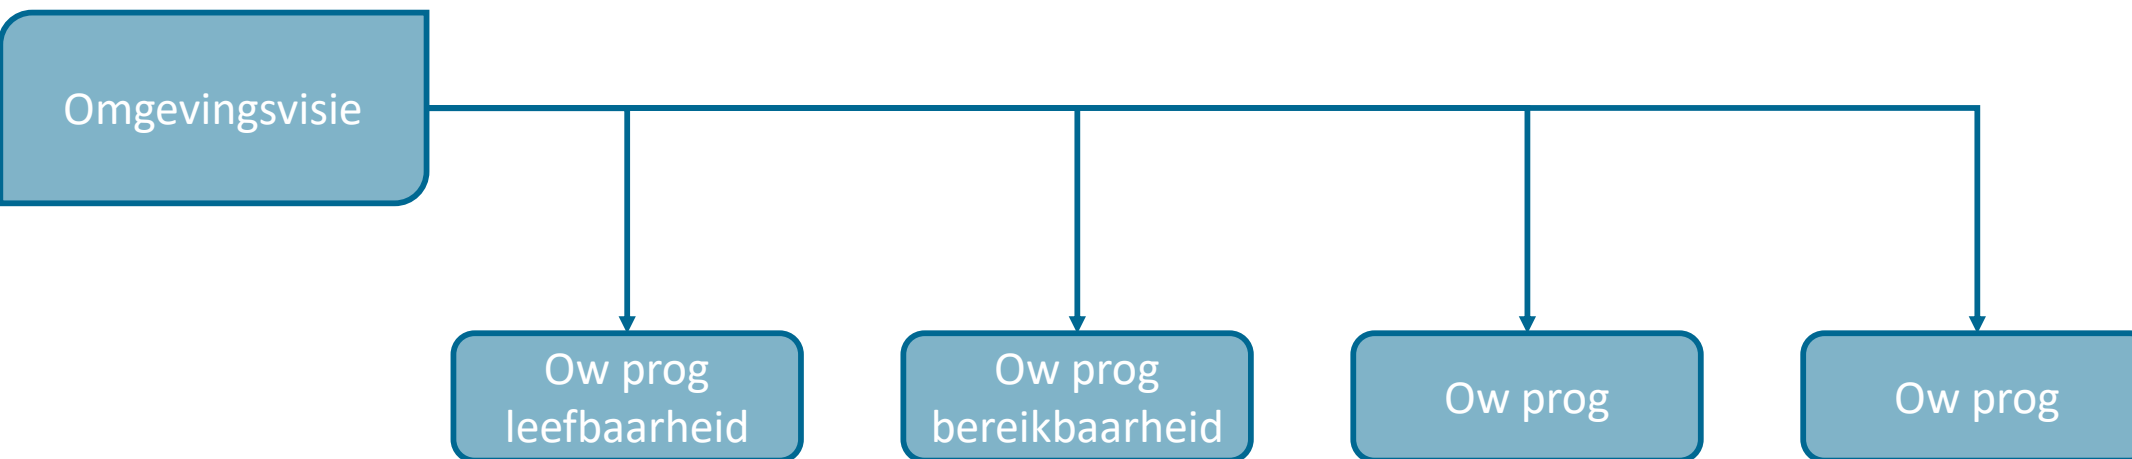 Omgevingsvisie
Ow prog
leefbaarheid
Ow prog
bereikbaarheid
Ow prog
Ow prog